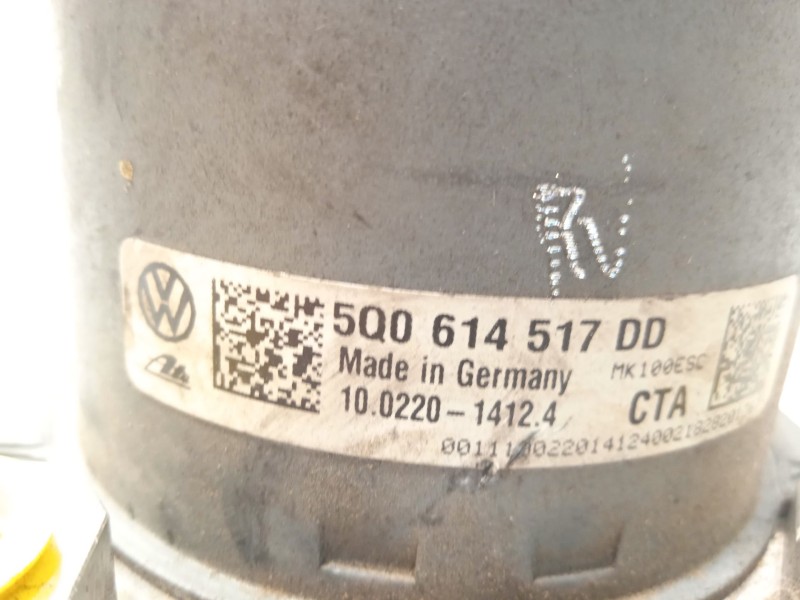 5Q0 614 517 DD
Made in Germany
MK100ESC
10.0220-1412.4
CTA